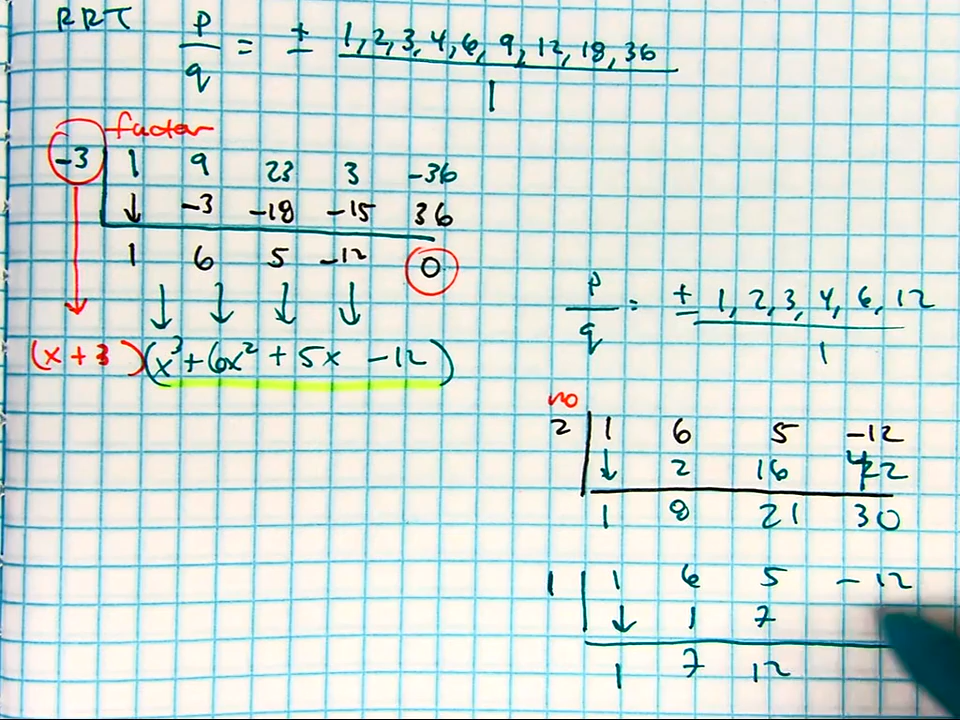 RRT p/q = ± 1, 2, 3, 4, 6, 9, 12, 18, 36 / 1
factor
-3 | 1 9 23 3 -36
↓ -3 -18 -15 36
1 6 5 -12 0
(x + 3)(x³ + 6x² + 5x - 12)
p/q = ± 1, 2, 3, 4, 6, 12 / 1
no
2 | 1 6 5 -12
↓ 2 16 42
1 8 21 30
1 | 1 6 5 -12
↓ 1 7
1 7 12